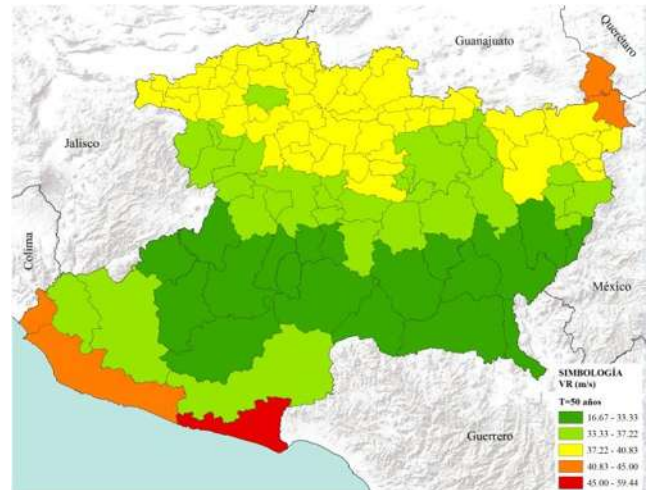 Querétaro
Guanajuato
Jalisco
Colima
México
Guerrero
SIMBOLOGÍA
VR (m/s)
T=50 años
16.67 - 33.33
33.33 - 37.22
37.22 - 40.83
40.83 - 45.00
45.00 - 59.44